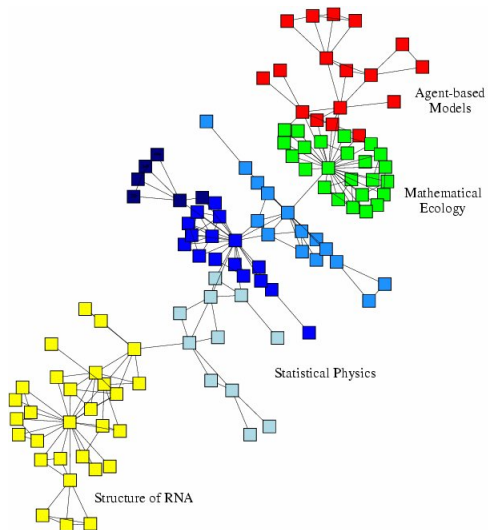 Agent-based
Models
Mathematical
Ecology
Statistical Physics
Structure of RNA